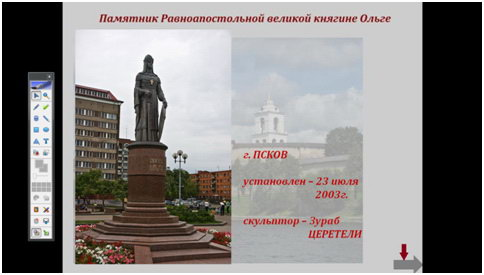 Памятник Равноапостольной великой княгине Ольге
г. ПСКОВ
установлен – 23 июля
2003г.
скульптор – Зураб
ЦЕРЕТЕЛИ